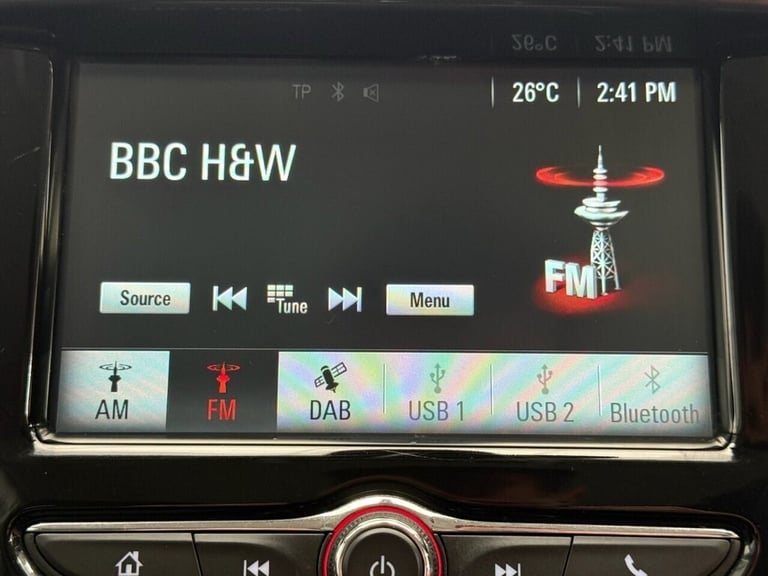 TP
26°C
2:41 PM
BBC H&W
FM
Source
Tune
Menu
AM
FM
DAB
USB 1
USB 2
Bluetooth